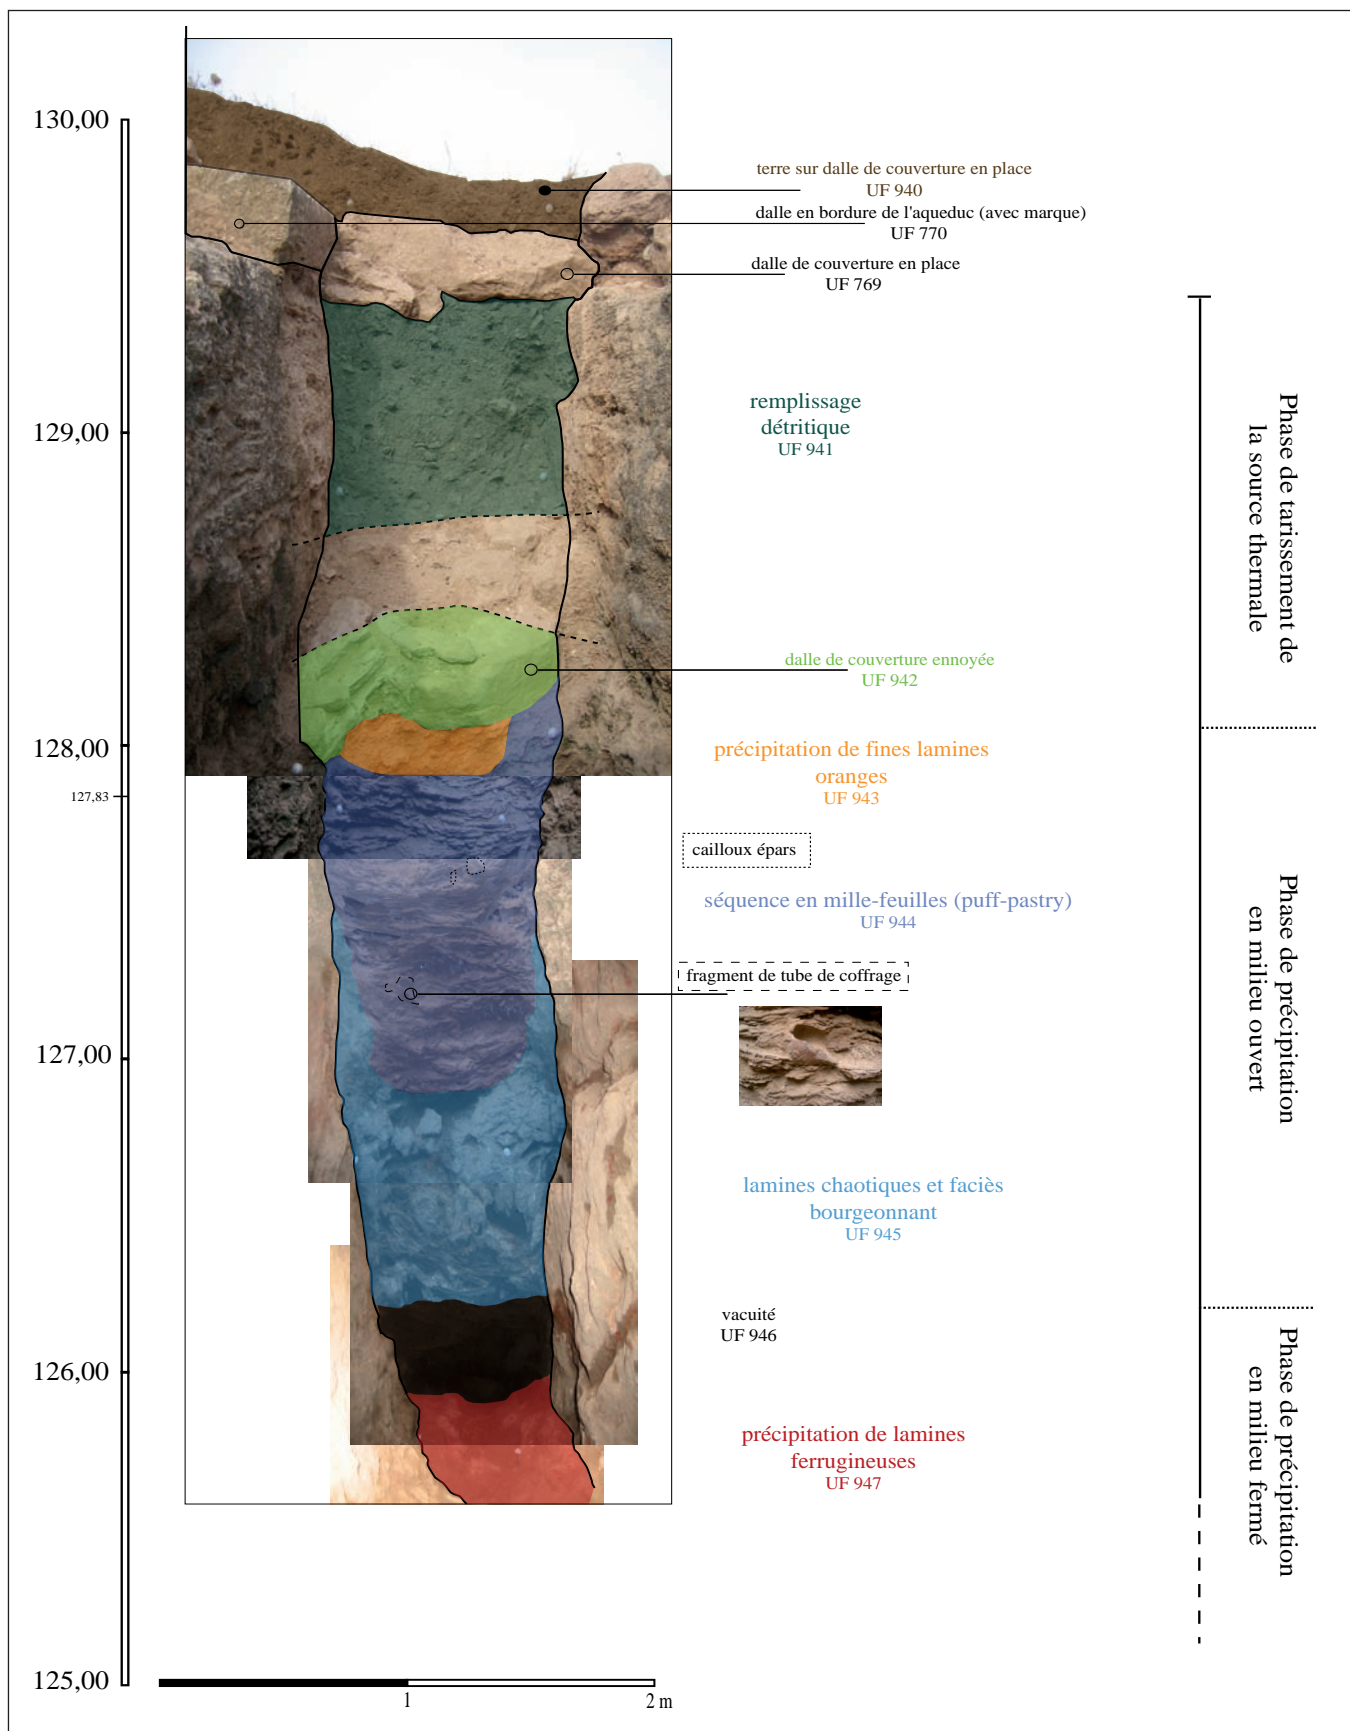 130,00
terre sur dalle de couverture en place
UF 940
dalle en bordure de l'aqueduc (avec marque)
UF 770
dalle de couverture en place
UF 769
remplissage
détritique
UF 941
129,00
Phase de tarissement de
la source thermale
dalle de couverture ennoyée
UF 942
128,00
précipitation de fines lamines
oranges
UF 943
127,83
cailloux épars
séquence en mille-feuilles (puff-pastry)
UF 944
Phase de précipitation
en milieu ouvert
fragment de tube de coffrage
127,00
lamines chaotiques et faciès
bourgeonnant
UF 945
vacuité
UF 946
126,00
Phase de précipitation
en milieu fermé
précipitation de lamines
ferrugineuses
UF 947
125,00
1
2 m